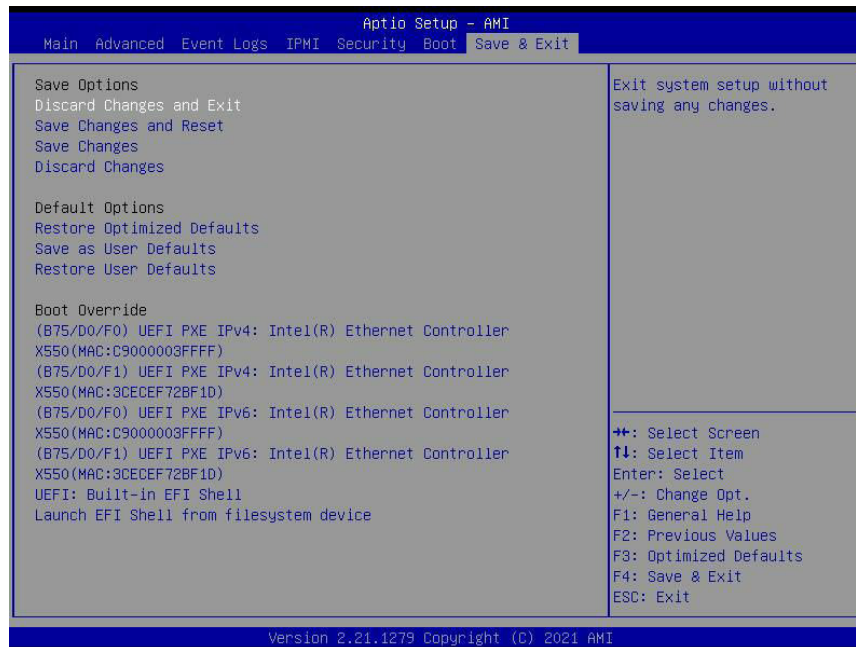 Aptio Setup - AMI
Main Advanced Event Logs IPMI Security Boot Save & Exit
Save Options
Discard Changes and Exit
Save Changes and Reset
Save Changes
Discard Changes
Default Options
Restore Optimized Defaults
Save as User Defaults
Restore User Defaults
Boot Override
(B75/D0/F0) UEFI PXE IPv4: Intel(R) Ethernet Controller
X550(MAC:C9000003FFFF)
(B75/D0/F1) UEFI PXE IPv4: Intel(R) Ethernet Controller
X550(MAC:3CECEF72BF1D)
(B75/D0/F0) UEFI PXE IPv6: Intel(R) Ethernet Controller
X550(MAC:C9000003FFFF)
(B75/D0/F1) UEFI PXE IPv6: Intel(R) Ethernet Controller
X550(MAC:3CECEF72BF1D)
UEFI: Built-in EFI Shell
Launch EFI Shell from filesystem device
Exit system setup without
saving any changes.
→←: Select Screen
↑↓: Select Item
Enter: Select
+/-: Change Opt.
F1: General Help
F2: Previous Values
F3: Optimized Defaults
F4: Save & Exit
ESC: Exit
Version 2.21.1279 Copyright (C) 2021 AMI